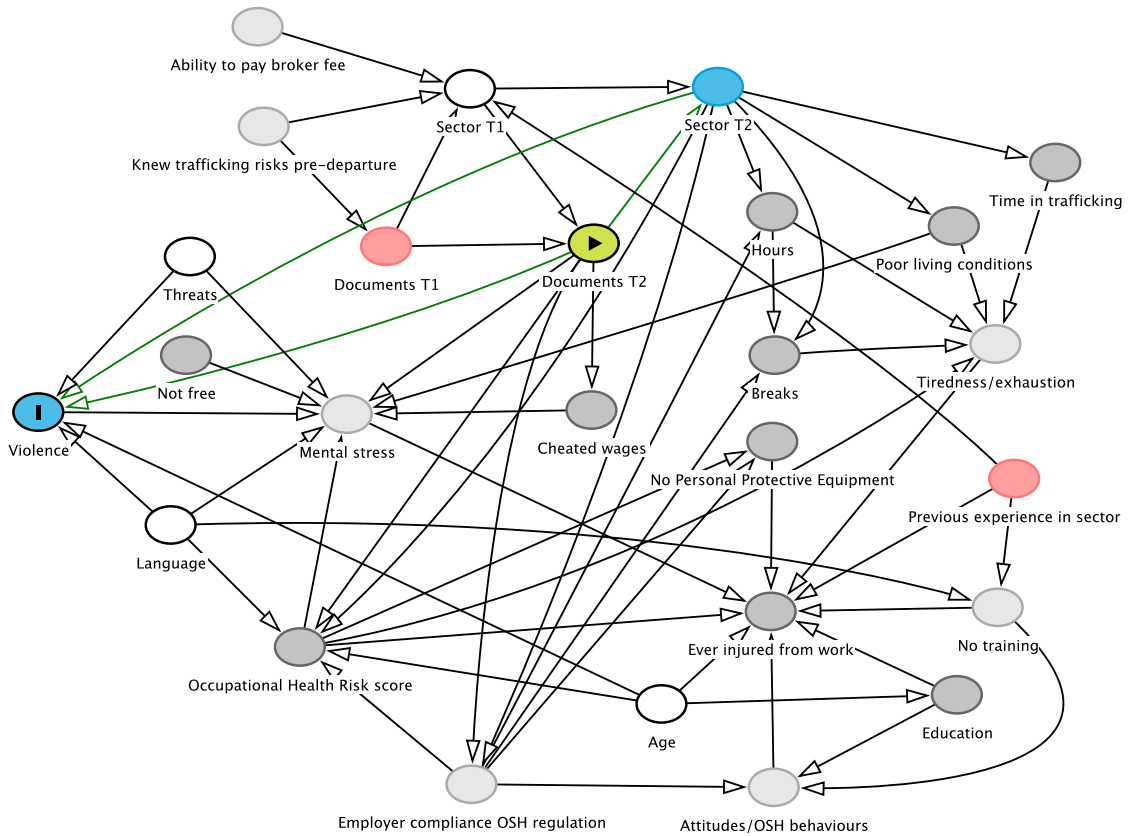 Ability to pay broker fee
Sector T1
Sector T2
Knew trafficking risks pre-departure
Time in trafficking
Hours
Poor living conditions
Documents T1
Documents T2
Threats
Tiredness/exhaustion
Not free
Breaks
Violence
Mental stress
Cheated wages
No Personal Protective Equipment
Previous experience in sector
Language
Ever injured from work
No training
Occupational Health Risk score
Age
Education
Employer compliance OSH regulation
Attitudes/OSH behaviours